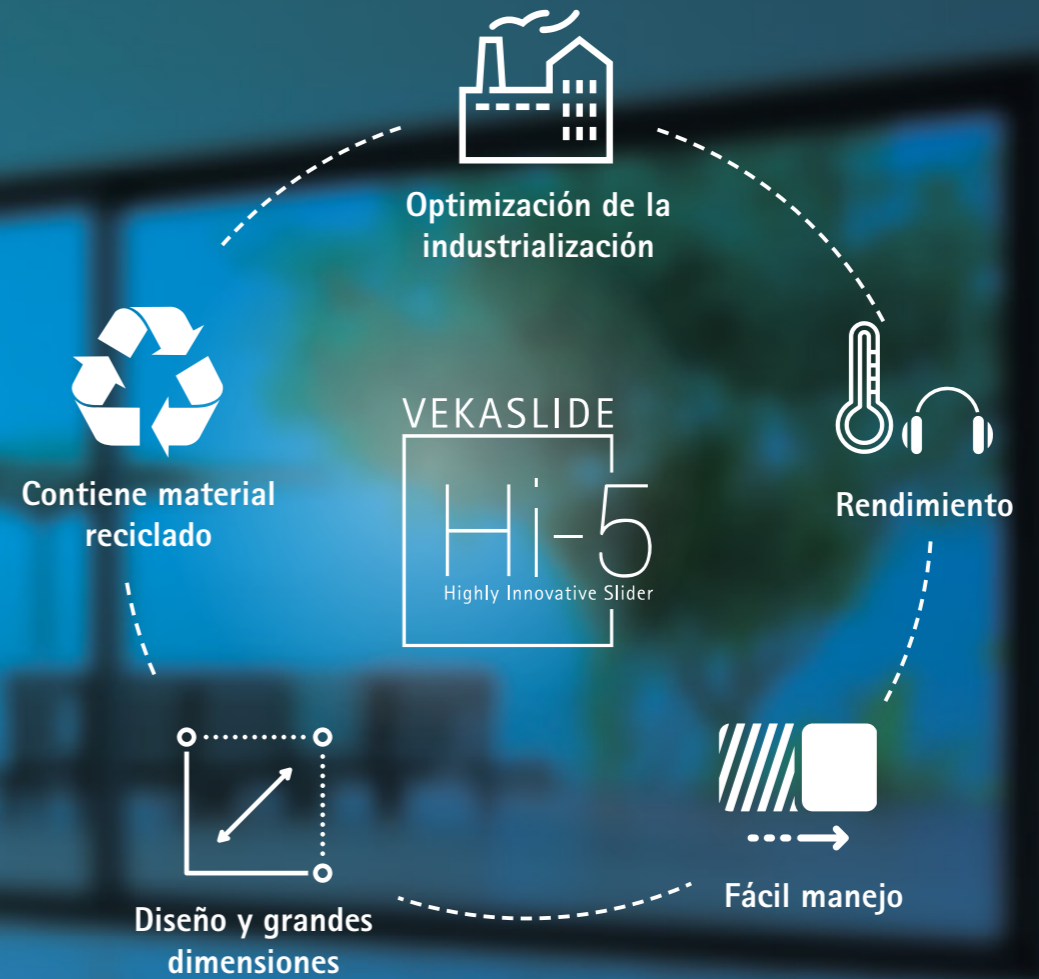 Optimización de la
industrialización
Contiene material
reciclado
VEKASLIDE
Hi-5
Highly Innovative Slider
Rendimiento
Diseño y grandes
dimensiones
Fácil manejo